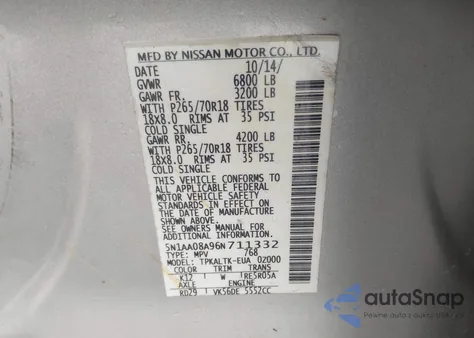 MFD BY NISSAN MOTOR CO., LTD.
DATE 10/14/
GVWR 6800 LB
GAWR FR. 3200 LB
W/ P265/70R18 TIRES
18X8.0 RIMS AT 35 PSI
COLD SINGLE
GAWR RR. 4200 LB
W/ P265/70R18 TIRES
18X8.0 RIMS AT 35 PSI
COLD SINGLE
THIS VEHICLE CONFORMS TO
ALL APPLICABLE FEDERAL
MOTOR VEHICLE SAFETY
STANDARDS IN EFFECT ON
THE DATE OF MANUFACTURE
SHOWN ABOVE.
SEE OWNERS MANUAL FOR
ADDITIONAL INFORMATION
5N1AA08A96N711332
TYPE: MPV 768
MODEL: TPKALTK-EUA 02000
COLOR TRIM TRANS
K12 W RE5R05A
AXLE ENGINE
RD29 VK56DE 5552CC
autoSnap